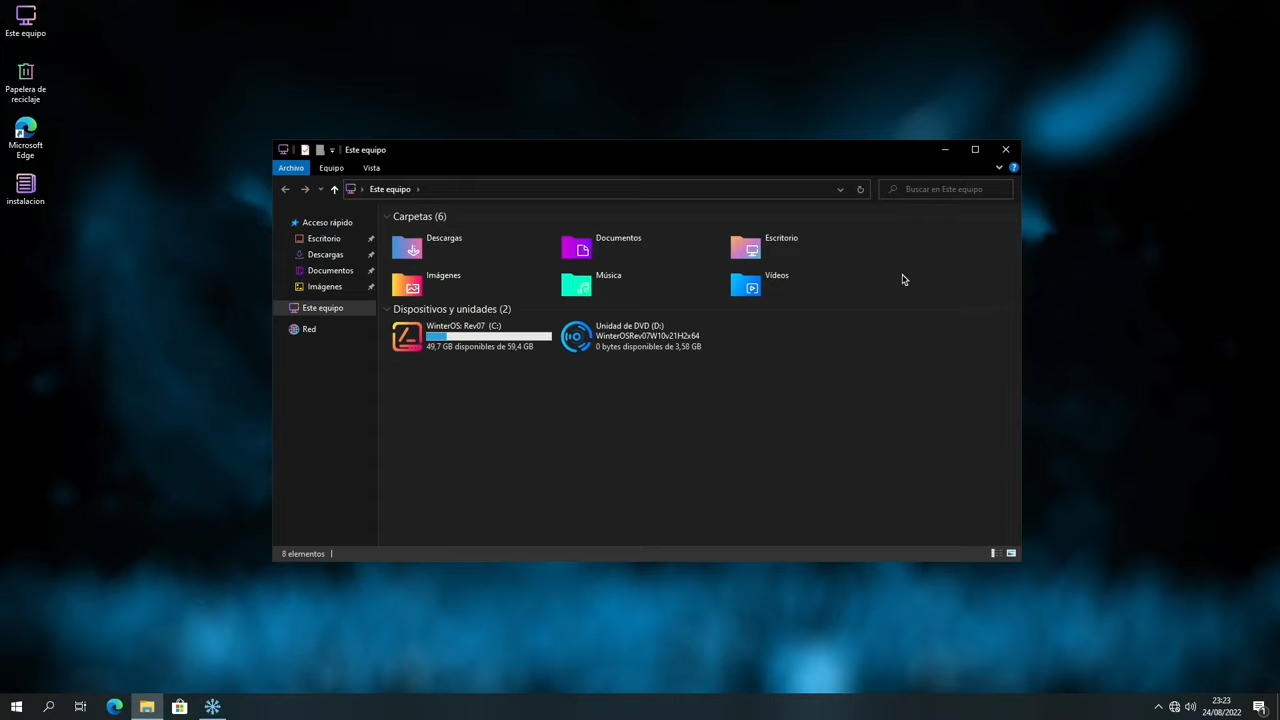 Este equipo
Papelera de
reciclaje
Microsoft
Edge
instalacion
Este equipo
Archivo
Equipo
Vista
Este equipo
Buscar en Este equipo
Acceso rápido
Escritorio
Descargas
Documentos
Imágenes
Este equipo
Red
Carpetas (6)
Descargas
Documentos
Escritorio
Imágenes
Música
Vídeos
Dispositivos y unidades (2)
WinterOS: Rev07 (C:)
49,7 GB disponibles de 59,4 GB
Unidad de DVD (D:)
WinterOSRev07W10v21H2x64
0 bytes disponibles de 3,58 GB
8 elementos
23:23
24/08/2022
1